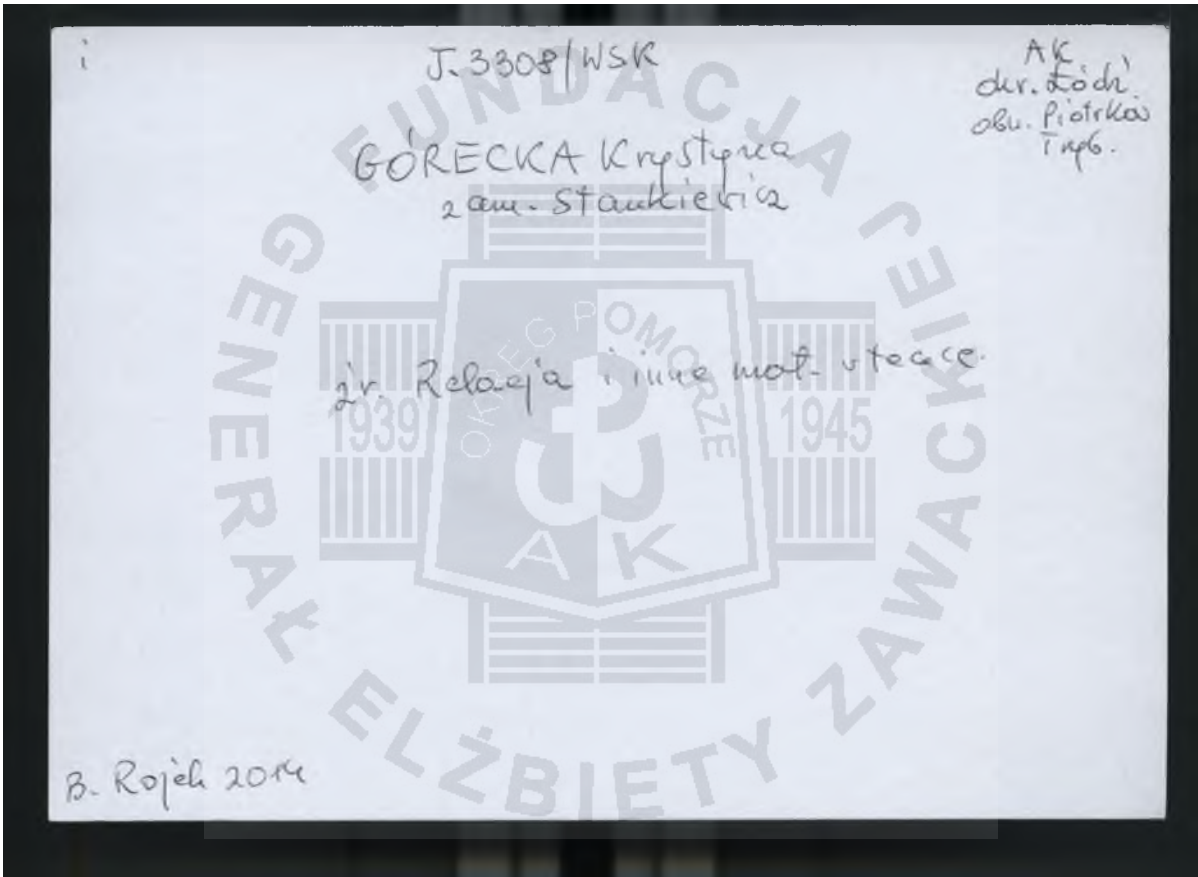 i
J. 3308/WSK
AK
okr. Łódź
obw. Piotrków
Tryb.
GÓRECKA Krystyna
zam. Stankiewicz
źr. Relacja i inne mat. w teczce.
B. Rojek 2014
FUNDACJA GENERAŁ ELŻBIETY ZAWACKIEJ
OKRĘG POMORZE
1939
1945
AK